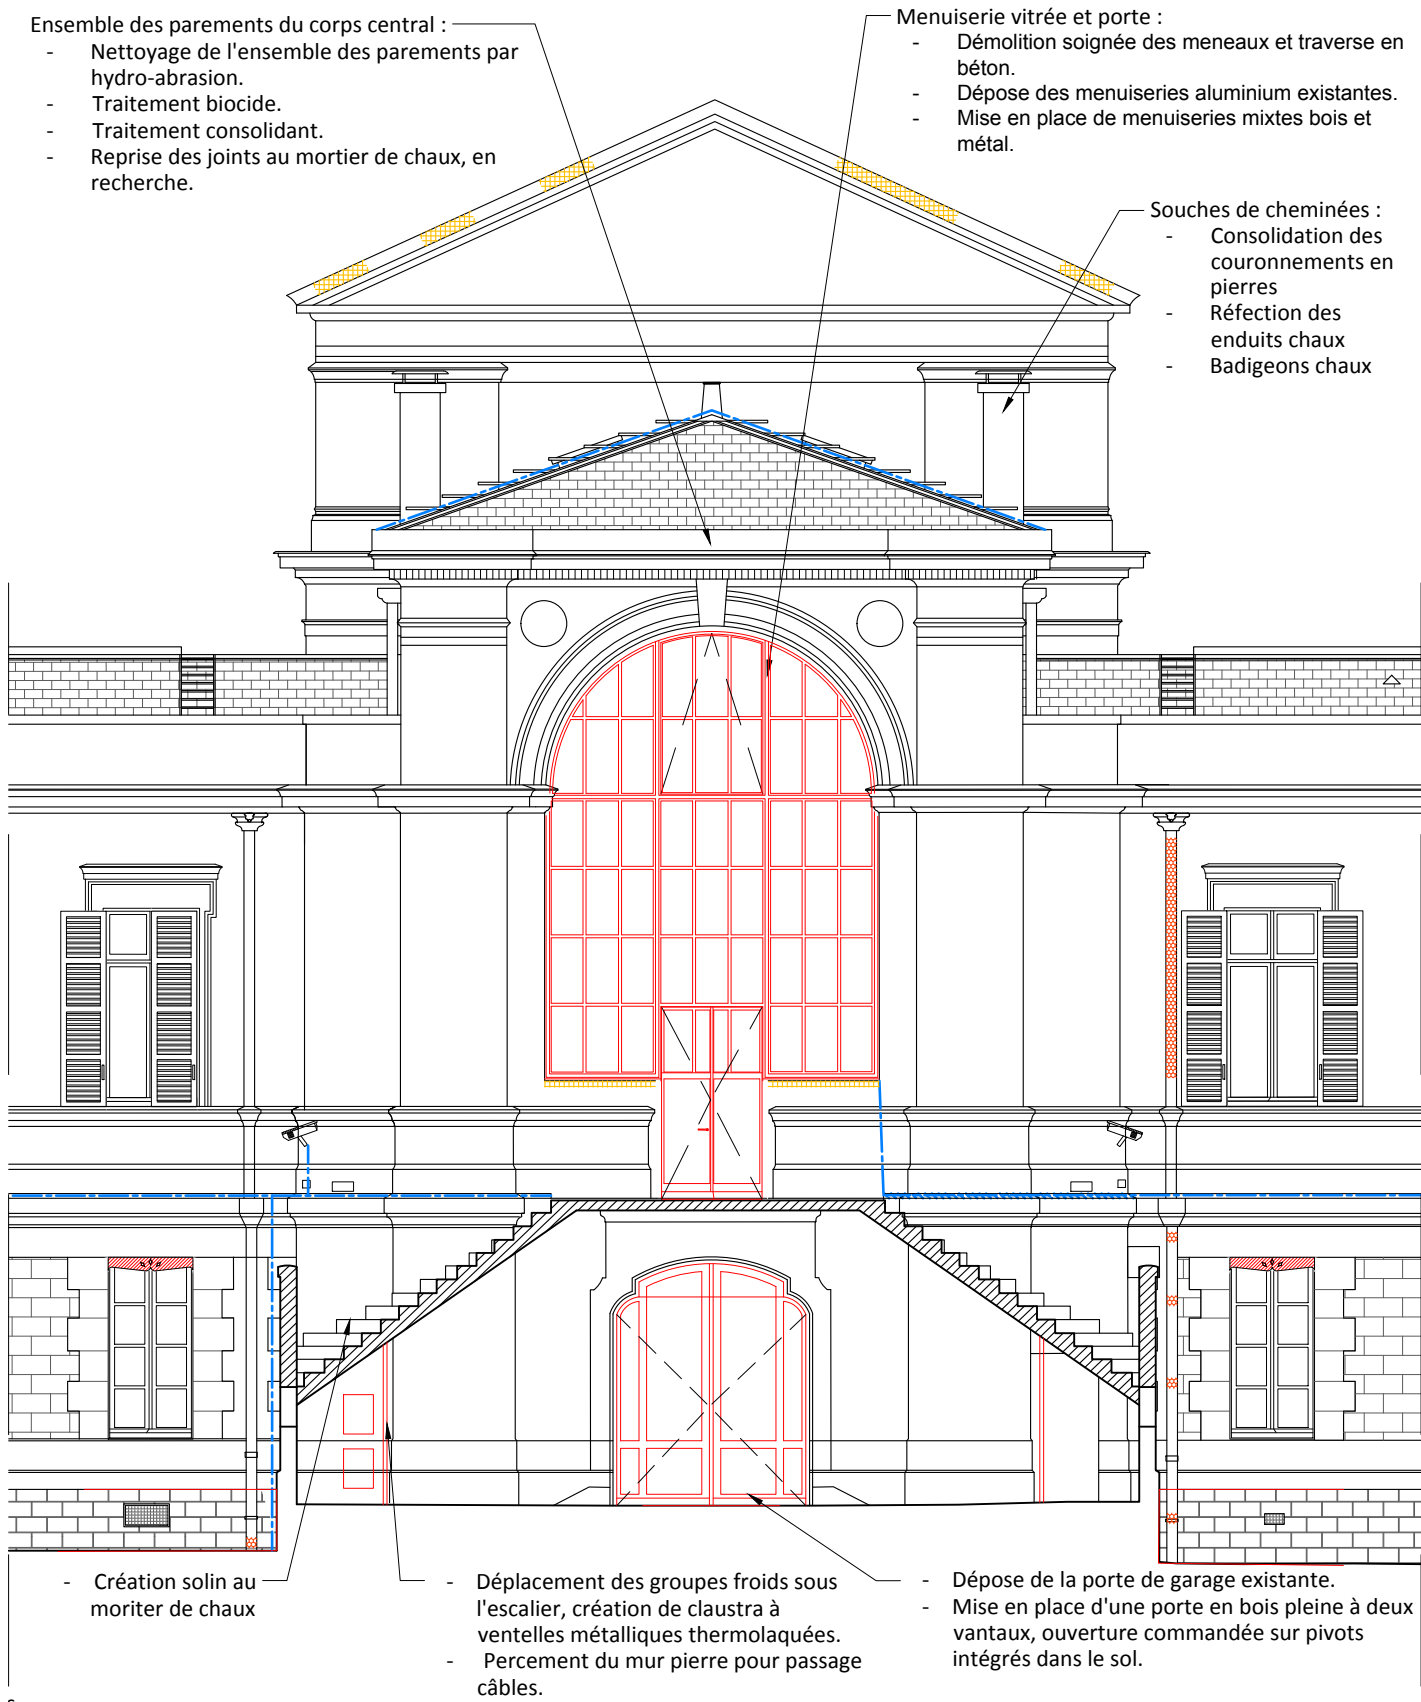 Ensemble des parements du corps central :
- Nettoyage de l'ensemble des parements par
hydro-abrasion.
- Traitement biocide.
- Traitement consolidant.
- Reprise des joints au mortier de chaux, en
recherche.
Menuiserie vitrée et porte :
- Démolition soignée des meneaux et traverse en
béton.
- Dépose des menuiseries aluminium existantes.
- Mise en place de menuiseries mixtes bois et
métal.
Souches de cheminées :
- Consolidation des
couronnements en
pierres
- Réfection des
enduits chaux
- Badigeons chaux
- Création solin au
moriter de chaux
- Déplacement des groupes froids sous
l'escalier, création de claustra à
ventelles métalliques thermolaquées.
- Percement du mur pierre pour passage
câbles.
- Dépose de la porte de garage existante.
- Mise en place d'une porte en bois pleine à deux
vantaux, ouverture commandée sur pivots
intégrés dans le sol.